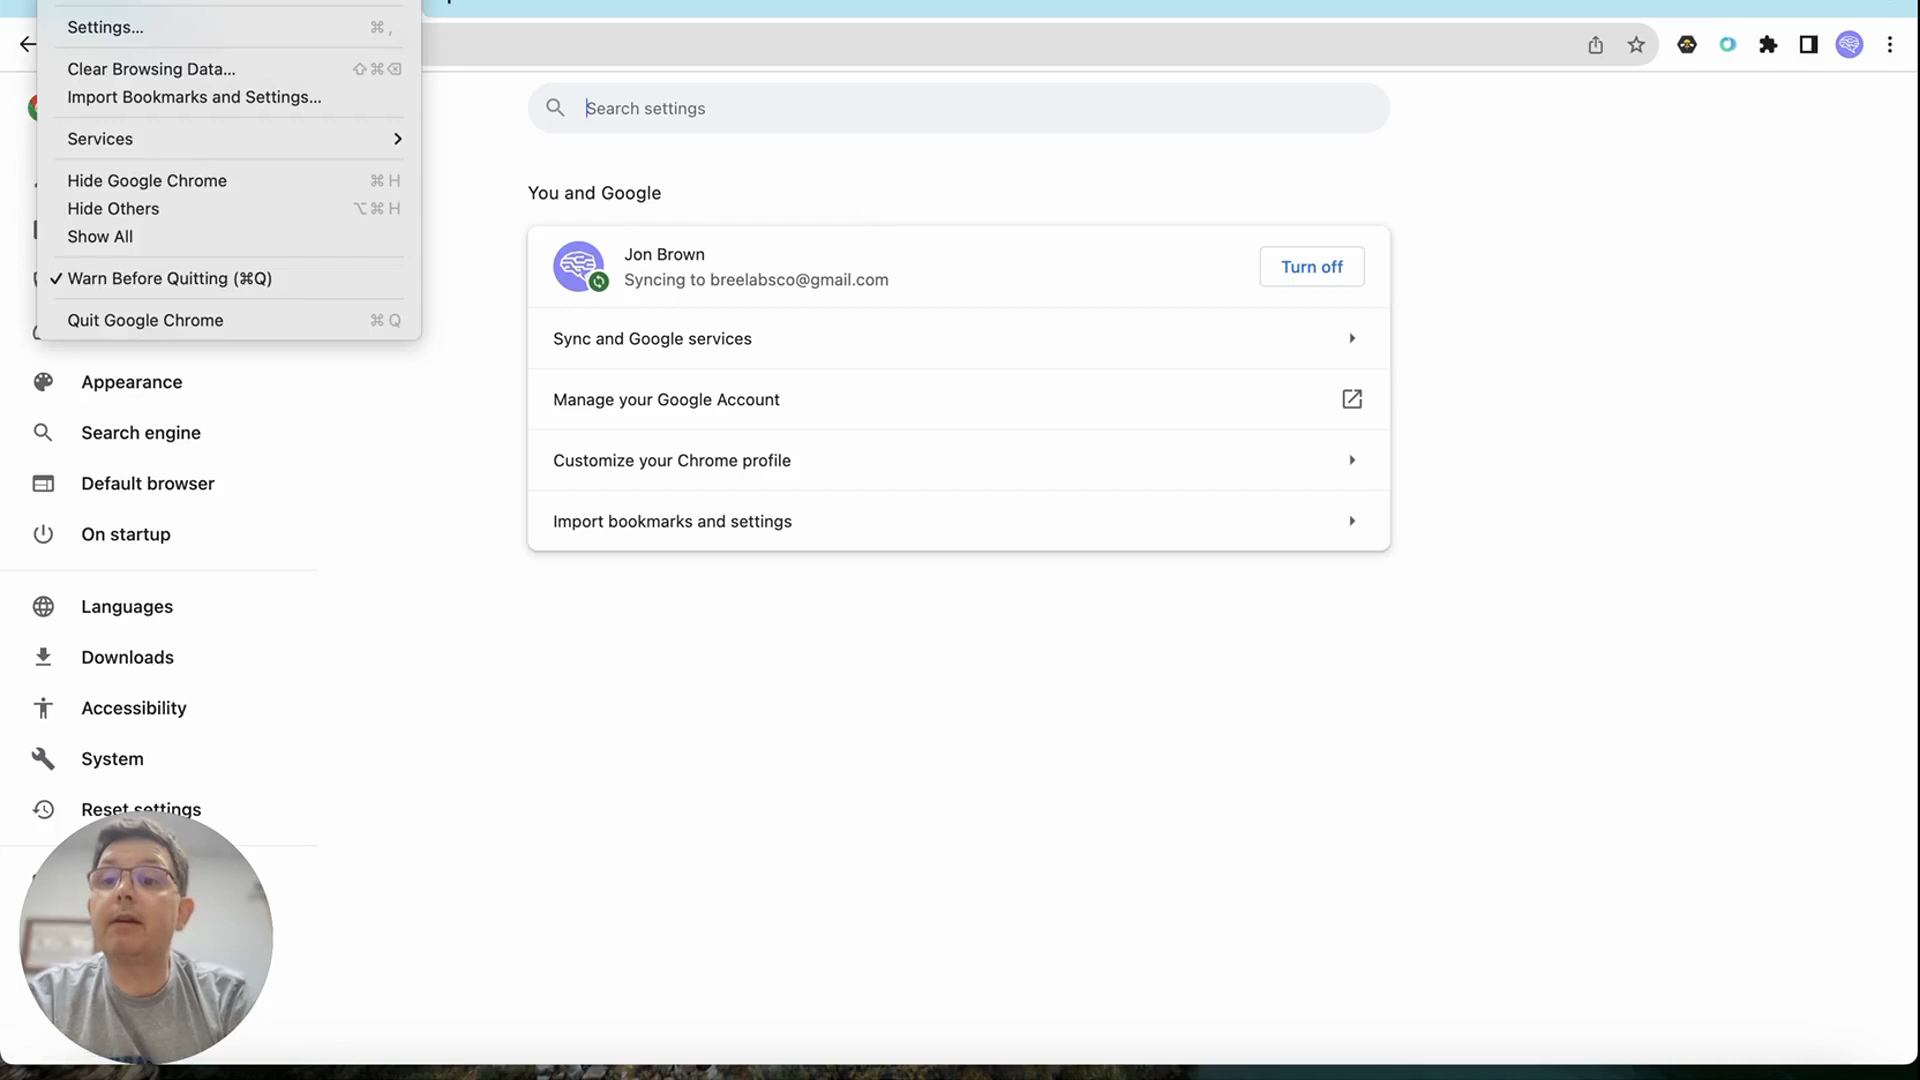 Settings... ⌘ ,
Clear Browsing Data... ⇧⌘⌫
Import Bookmarks and Settings...
Services
Hide Google Chrome ⌘ H
Hide Others ⌥⌘ H
Show All
✓ Warn Before Quitting (⌘Q)
Quit Google Chrome ⌘ Q
Appearance
Search engine
Default browser
On startup
Languages
Downloads
Accessibility
System
Reset settings
Search settings
You and Google
Jon Brown
Syncing to breelabsco@gmail.com
Turn off
Sync and Google services
Manage your Google Account
Customize your Chrome profile
Import bookmarks and settings